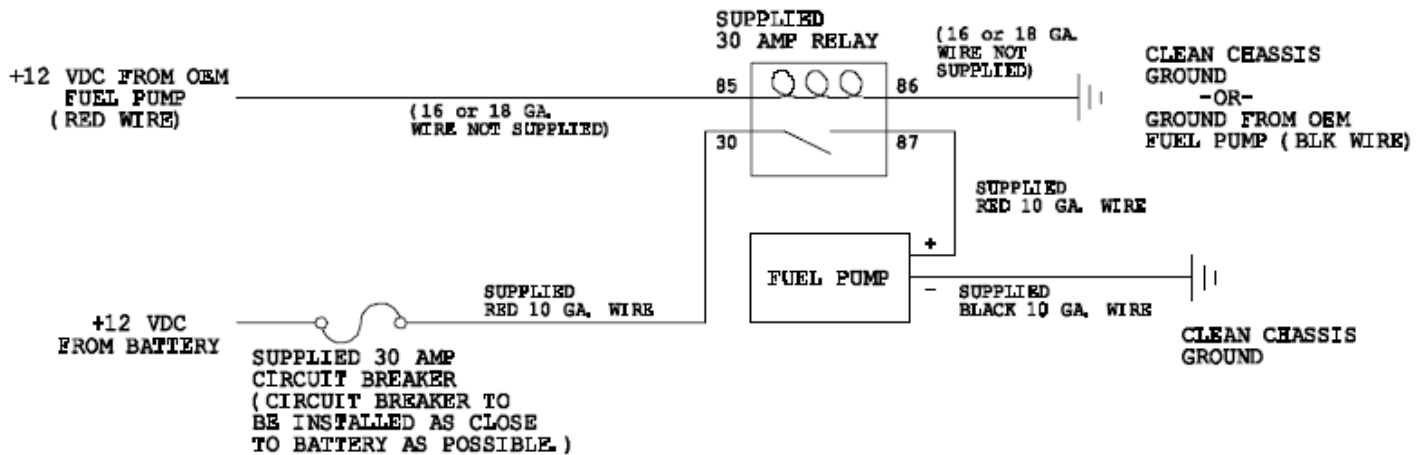 SUPPLIED
30 AMP RELAY
(16 or 18 GA.
WIRE NOT
SUPPLIED)
CLEAN CHASSIS
GROUND
-OR-
GROUND FROM OEM
FUEL PUMP (BLK WIRE)
+12 VDC FROM OEM
FUEL PUMP
(RED WIRE)
85
86
(16 or 18 GA.
WIRE NOT SUPPLIED)
30
87
SUPPLIED
RED 10 GA. WIRE
+
FUEL PUMP
-
SUPPLIED
BLACK 10 GA. WIRE
SUPPLIED
RED 10 GA. WIRE
+12 VDC
FROM BATTERY
CLEAN CHASSIS
GROUND
SUPPLIED 30 AMP
CIRCUIT BREAKER
(CIRCUIT BREAKER TO
BE INSTALLED AS CLOSE
TO BATTERY AS POSSIBLE.)